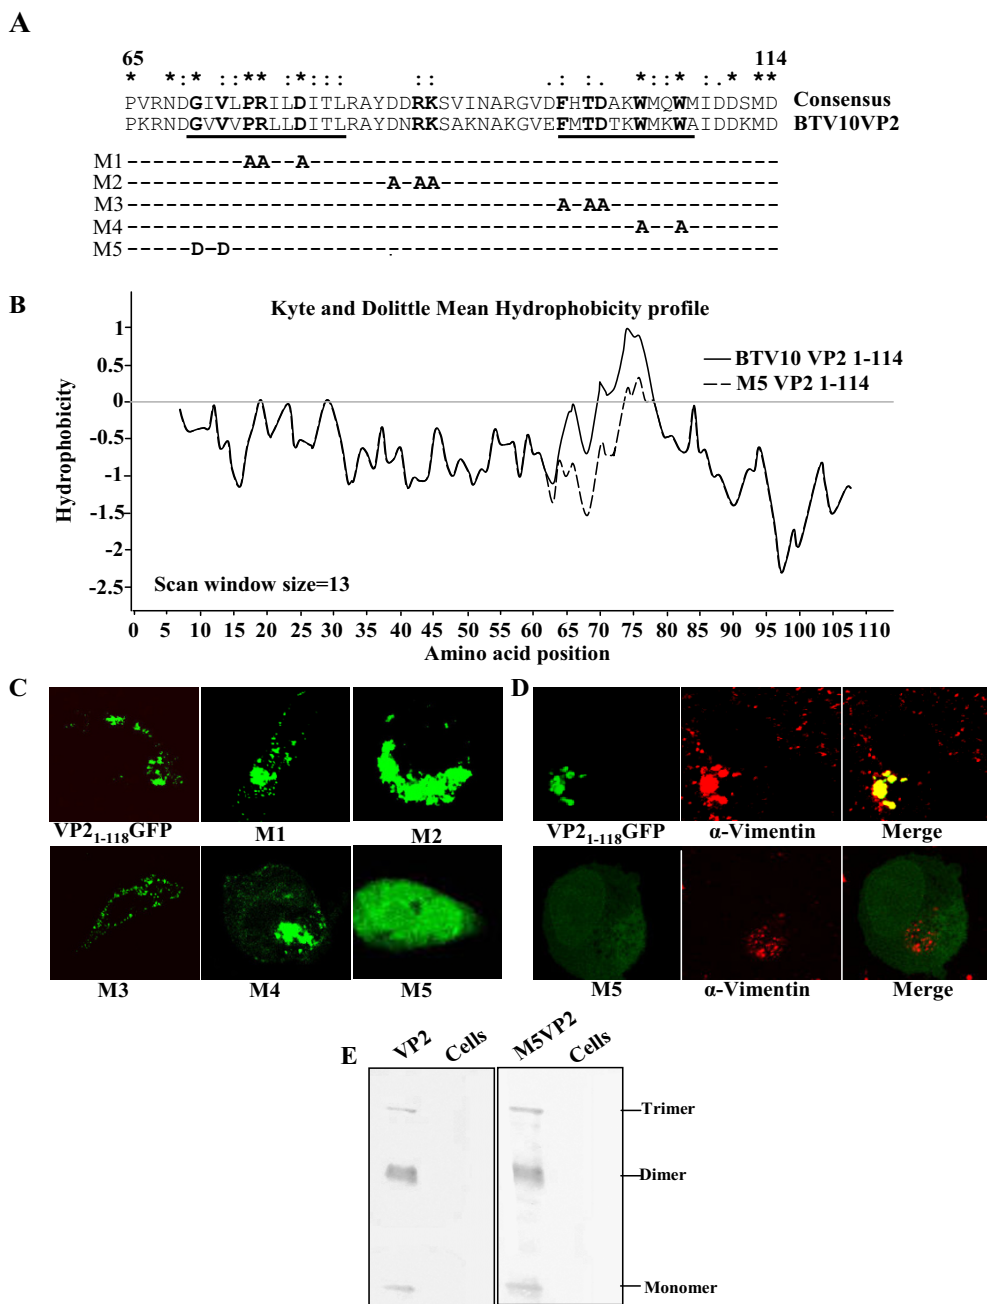 A
65 114
*  *:* ::** :*:::     ::        .: :.  *::* :.* **
PVRNDGIVLPRILDITLRAYDDRKSVINARGVDFHTDAKWMQWMIDDSMD Consensus
PKRNDGVVVPRLLDITLRAYDNRKSAKNAKGVEFMTDTKWMKWAIDDKMD BTV10VP2
M1 ---------AA--A------------------------------------
M2 --------------------A-AA--------------------------
M3 ---------------------------------A-AA-------------
M4 ---------------------------------------A--A-------
M5 -----D-D------------------------------------------
B
Kyte and Dolittle Mean Hydrophobicity profile
BTV10 VP2 1-114
M5 VP2 1-114
Hydrophobicity
1
0.5
0
-0.5
-1
-1.5
-2
-2.5
Scan window size=13
0 5 10 15 20 25 30 35 40 45 50 55 60 65 70 75 80 85 90 95 100 105 110
Amino acid position
C
VP2₁₋₁₁₈GFP M1 M2
M3 M4 M5
D
VP2₁₋₁₁₈GFP α-Vimentin Merge
M5 α-Vimentin Merge
E
VP2 Cells M5VP2 Cells
Trimer
Dimer
Monomer